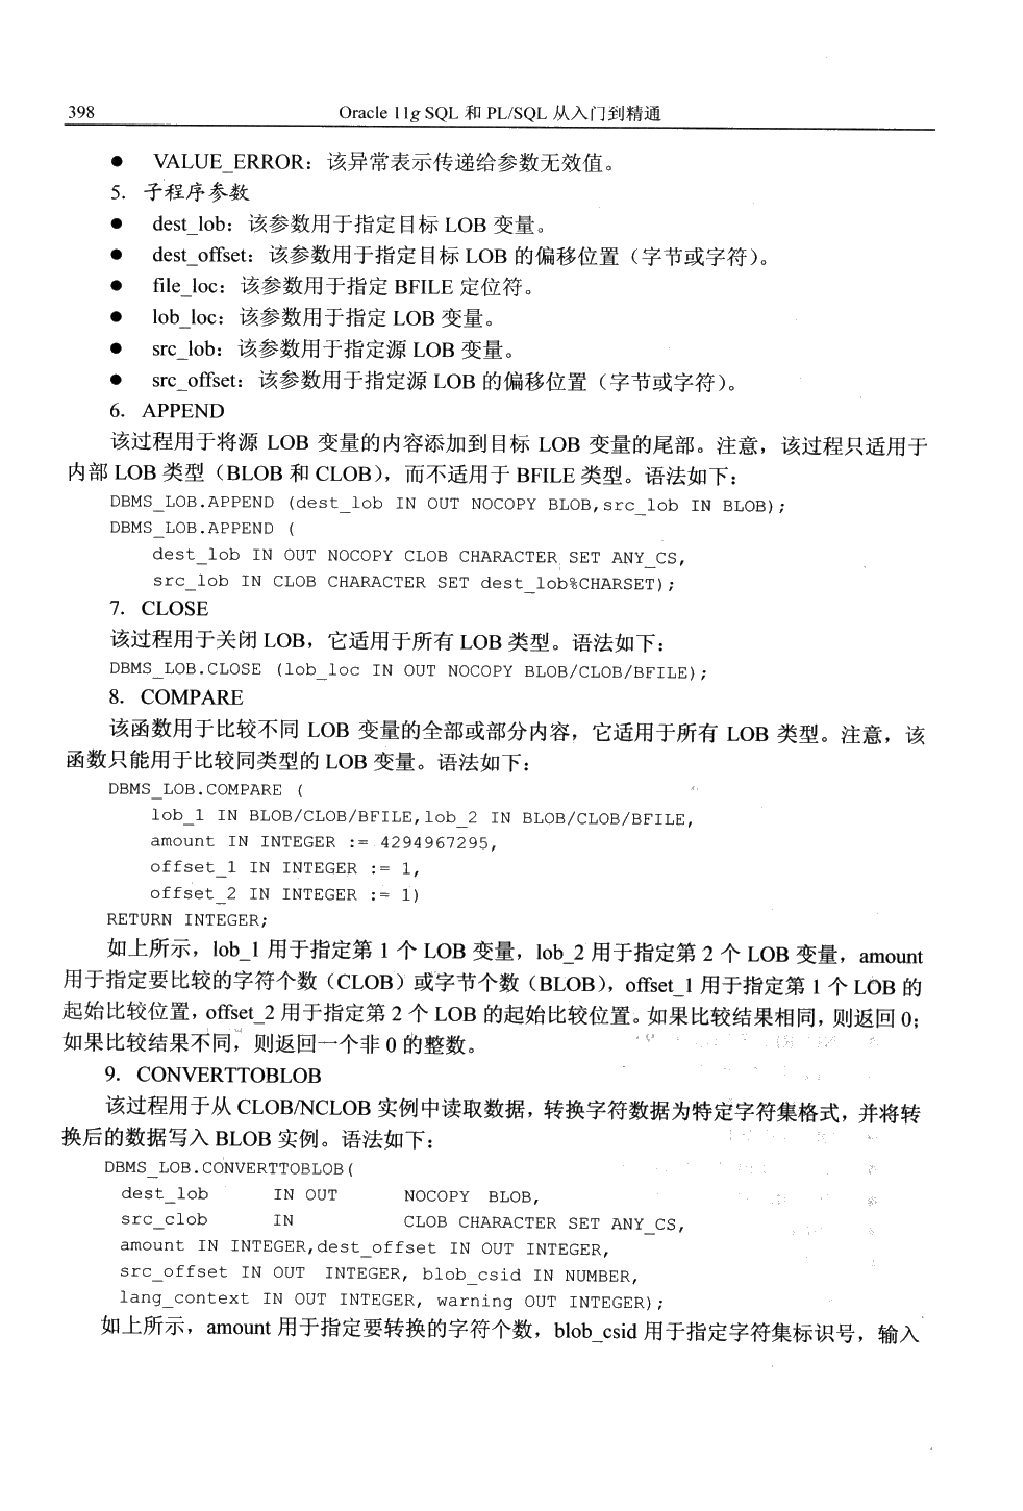 398 Oracle 11g SQL 和 PL/SQL 从入门到精通
● VALUE_ERROR：该异常表示传递给参数无效值。
5．子程序参数
● dest_lob：该参数用于指定目标 LOB 变量。
● dest_offset：该参数用于指定目标 LOB 的偏移位置（字节或字符）。
● file_loc：该参数用于指定 BFILE 定位符。
● lob_loc：该参数用于指定 LOB 变量。
● src_lob：该参数用于指定源 LOB 变量。
● src_offset：该参数用于指定源 LOB 的偏移位置（字节或字符）。
6．APPEND
该过程用于将源 LOB 变量的内容添加到目标 LOB 变量的尾部。注意，该过程只适用于
内部 LOB 类型（BLOB 和 CLOB），而不适用于 BFILE 类型。语法如下：
DBMS_LOB.APPEND (dest_lob IN OUT NOCOPY BLOB,src_lob IN BLOB);
DBMS_LOB.APPEND (
dest_lob IN OUT NOCOPY CLOB CHARACTER SET ANY_CS,
src_lob IN CLOB CHARACTER SET dest_lob%CHARSET);
7．CLOSE
该过程用于关闭 LOB，它适用于所有 LOB 类型。语法如下：
DBMS_LOB.CLOSE (lob_loc IN OUT NOCOPY BLOB/CLOB/BFILE);
8．COMPARE
该函数用于比较不同 LOB 变量的全部或部分内容，它适用于所有 LOB 类型。注意，该
函数只能用于比较同类型的 LOB 变量。语法如下：
DBMS_LOB.COMPARE (
lob_1 IN BLOB/CLOB/BFILE,lob_2 IN BLOB/CLOB/BFILE,
amount IN INTEGER := 4294967295,
offset_1 IN INTEGER := 1,
offset_2 IN INTEGER := 1)
RETURN INTEGER;
如上所示，lob_1 用于指定第 1 个 LOB 变量，lob_2 用于指定第 2 个 LOB 变量，amount
用于指定要比较的字符个数（CLOB）或字节个数（BLOB），offset_1 用于指定第 1 个 LOB 的
起始比较位置，offset_2 用于指定第 2 个 LOB 的起始比较位置。如果比较结果相同，则返回 0；
如果比较结果不同，则返回一个非 0 的整数。
9．CONVERTTOBLOB
该过程用于从 CLOB/NCLOB 实例中读取数据，转换字符数据为特定字符集格式，并将转
换后的数据写入 BLOB 实例。语法如下：
DBMS_LOB.CONVERTTOBLOB(
dest_lob IN OUT NOCOPY BLOB,
src_clob IN CLOB CHARACTER SET ANY_CS,
amount IN INTEGER,dest_offset IN OUT INTEGER,
src_offset IN OUT INTEGER, blob_csid IN NUMBER,
lang_context IN OUT INTEGER, warning OUT INTEGER);
如上所示，amount 用于指定要转换的字符个数，blob_csid 用于指定字符集标识号，输入